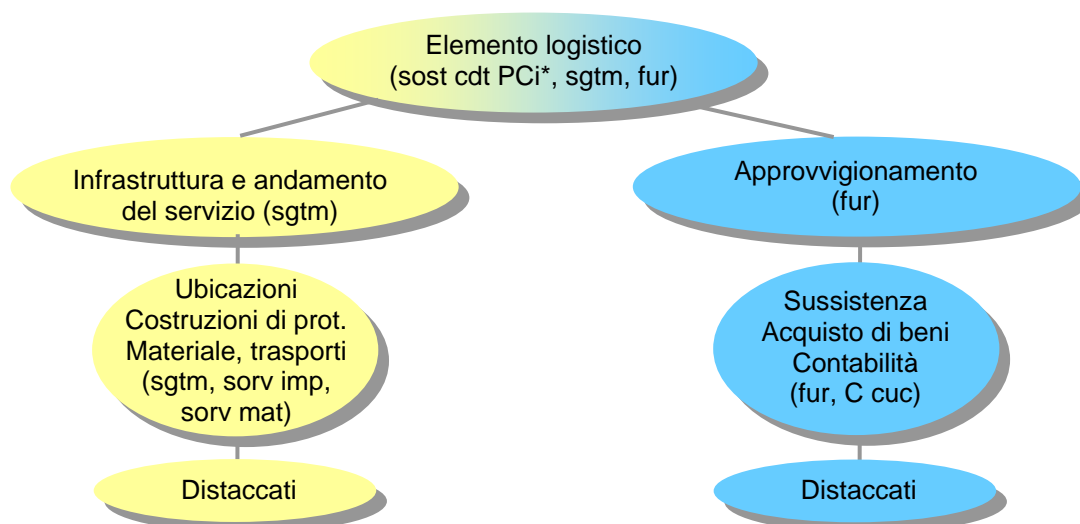 Elemento logistico
(sost cdt PCi*, sgtm, fur)
Infrastruttura e andamento
del servizio (sgtm)
Approvvigionamento
(fur)
Ubicazioni
Costruzioni di prot.
Materiale, trasporti
(sgtm, sorv imp,
sorv mat)
Sussistenza
Acquisto di beni
Contabilità
(fur, C cuc)
Distaccati
Distaccati